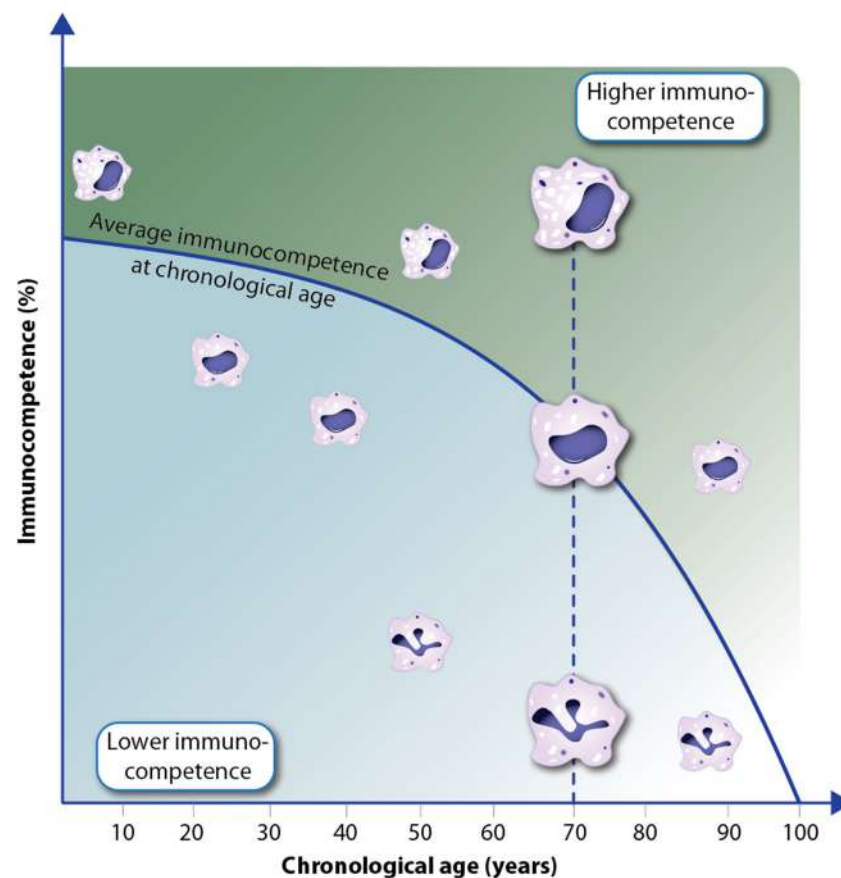 Higher immuno-
competence
Average immunocompetence
at chronological age
Immunocompetence (%)
Lower immuno-
competence
10 20 30 40 50 60 70 80 90 100
Chronological age (years)